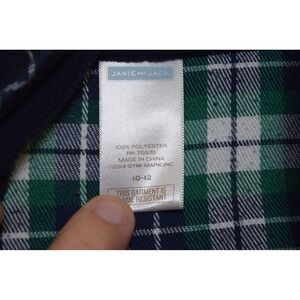 JANIE AND JACK
100% POLYESTER
RN 70530
MADE IN CHINA
©2014 GYM-MARK, INC.
10-12
THIS GARMENT IS
FLAME RESISTANT